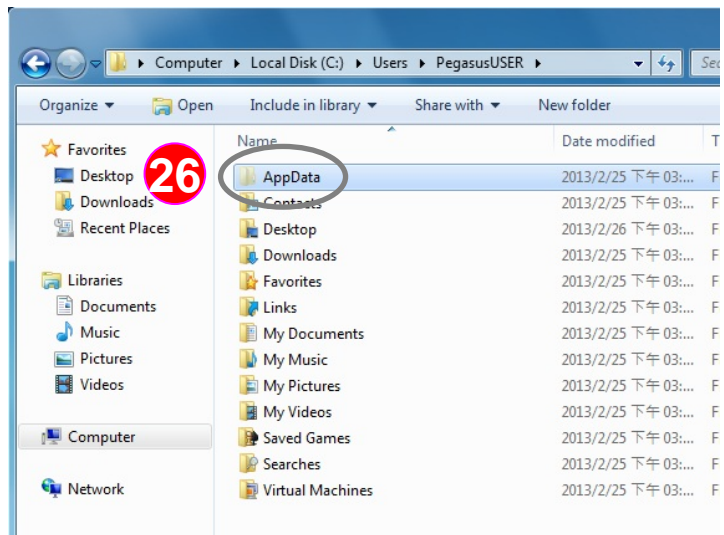 Computer Local Disk (C:) Users PegasusUSER
Organize Open Include in library Share with New folder
Name Date modified
Favorites
Desktop
Downloads
Recent Places
Libraries
Documents
Music
Pictures
Videos
Computer
Network
26
AppData 2013/2/25 下午 03:...
Contacts 2013/2/25 下午 03:...
Desktop 2013/2/26 下午 03:...
Downloads 2013/2/25 下午 03:...
Favorites 2013/2/25 下午 03:...
Links 2013/2/25 下午 03:...
My Documents 2013/2/25 下午 03:...
My Music 2013/2/25 下午 03:...
My Pictures 2013/2/25 下午 03:...
My Videos 2013/2/25 下午 03:...
Saved Games 2013/2/25 下午 03:...
Searches 2013/2/25 下午 03:...
Virtual Machines 2013/2/25 下午 03:...